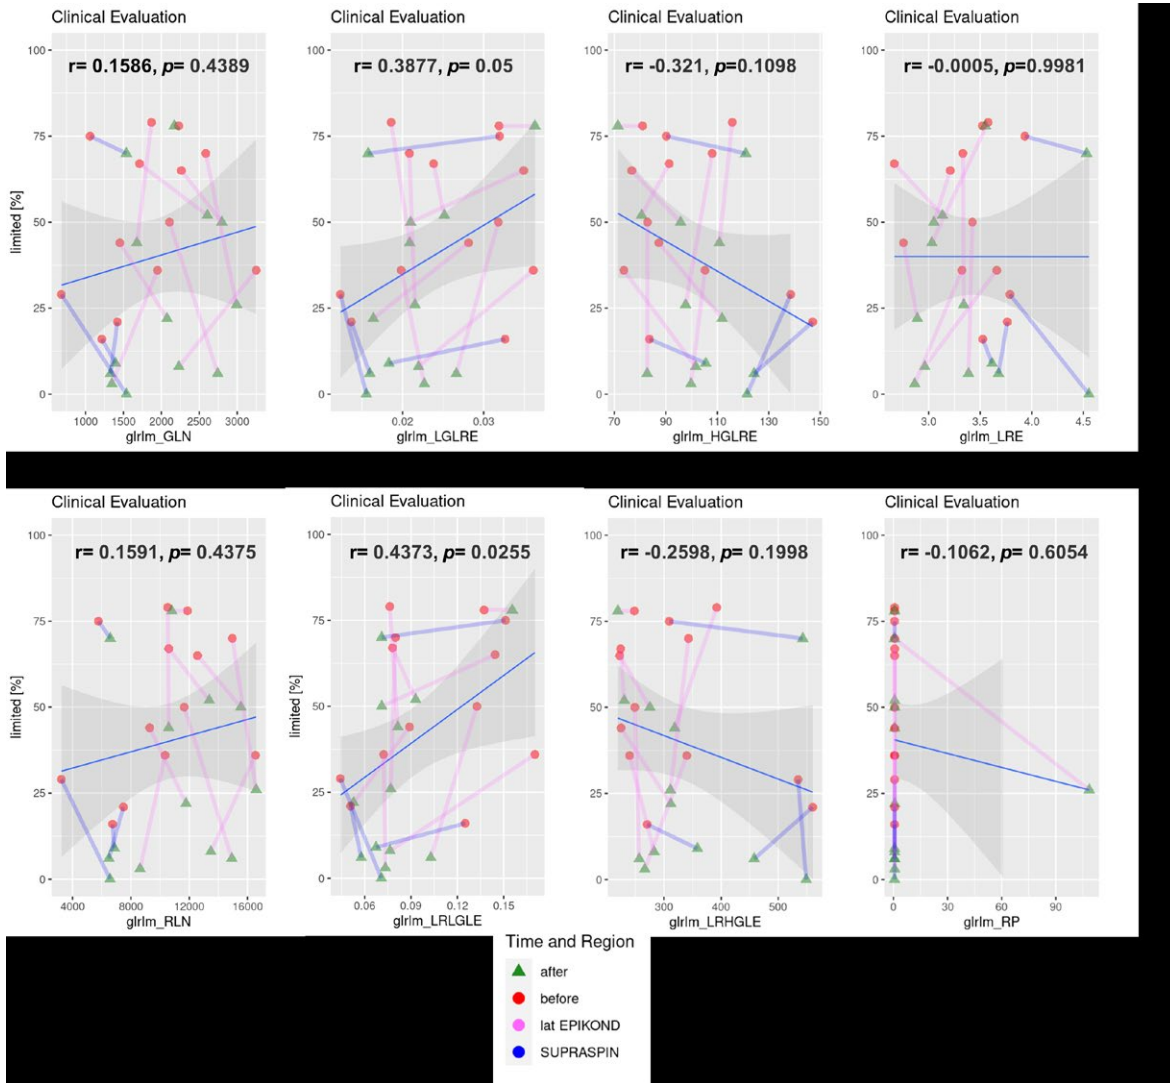 Clinical Evaluation
Clinical Evaluation
Clinical Evaluation
Clinical Evaluation
r= 0.1586, p= 0.4389
r= 0.3877, p= 0.05
r= -0.321, p=0.1098
r= -0.0005, p=0.9981
limited [%]
100
75
50
25
0
100
75
50
25
0
100
75
50
25
0
100
75
50
25
0
1000 1500 2000 2500 3000
0.02 0.03
70 90 110 130 150
3.0 3.5 4.0 4.5
glrlm_GLN
glrlm_LGLRE
glrlm_HGLRE
glrlm_LRE
Clinical Evaluation
Clinical Evaluation
Clinical Evaluation
Clinical Evaluation
r= 0.1591, p= 0.4375
r= 0.4373, p= 0.0255
r= -0.2598, p= 0.1998
r= -0.1062, p= 0.6054
limited [%]
limited [%]
100
75
50
25
0
100
75
50
25
0
100
75
50
25
0
100
75
50
25
0
4000 8000 12000 16000
0.06 0.09 0.12 0.15
300 400 500
0 30 60 90
glrlm_RLN
glrlm_LRLGLE
glrlm_LRHGLE
glrlm_RP
Time and Region
after
before
lat EPIKOND
SUPRASPIN